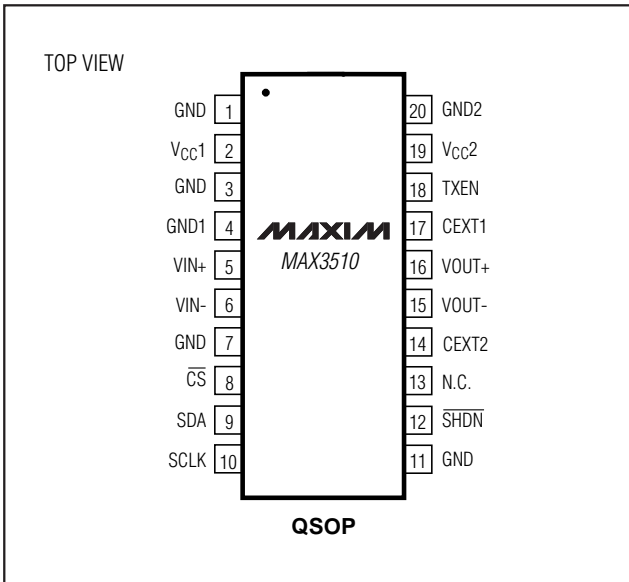 TOP VIEW
GND 1
VCC1 2
GND 3
GND1 4
VIN+ 5
VIN- 6
GND 7
C̅S̅ 8
SDA 9
SCLK 10
MAXIM
MAX3510
20 GND2
19 VCC2
18 TXEN
17 CEXT1
16 VOUT+
15 VOUT-
14 CEXT2
13 N.C.
12 S̅H̅D̅N̅
11 GND
QSOP